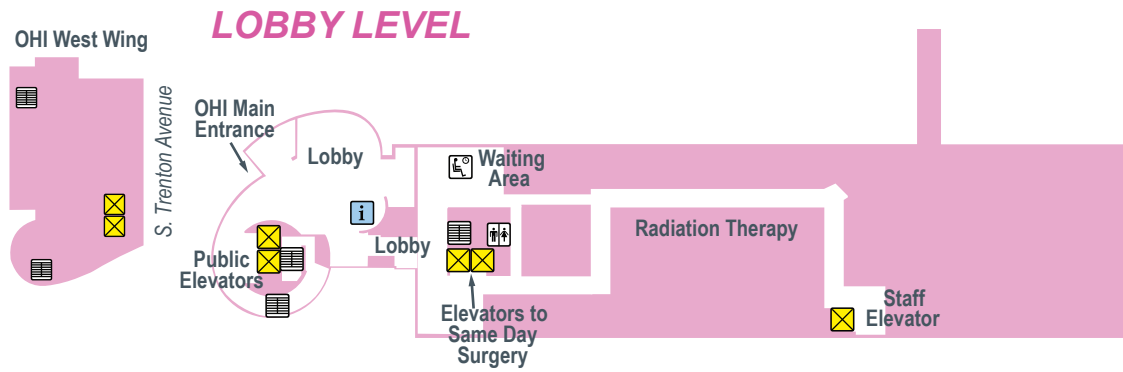 LOBBY LEVEL
OHI West Wing
S. Trenton Avenue
OHI Main
Entrance
Lobby
Waiting
Area
i
Lobby
Radiation Therapy
Public
Elevators
Elevators to
Same Day
Surgery
Staff
Elevator